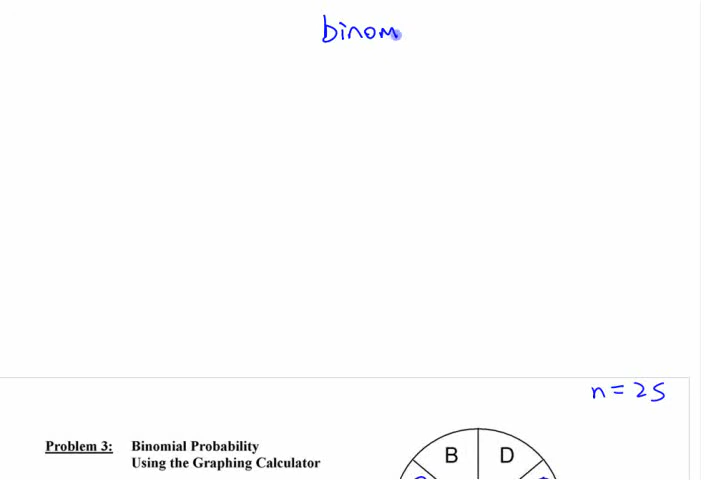 binom
n = 25
Problem 3: Binomial Probability
Using the Graphing Calculator
B D